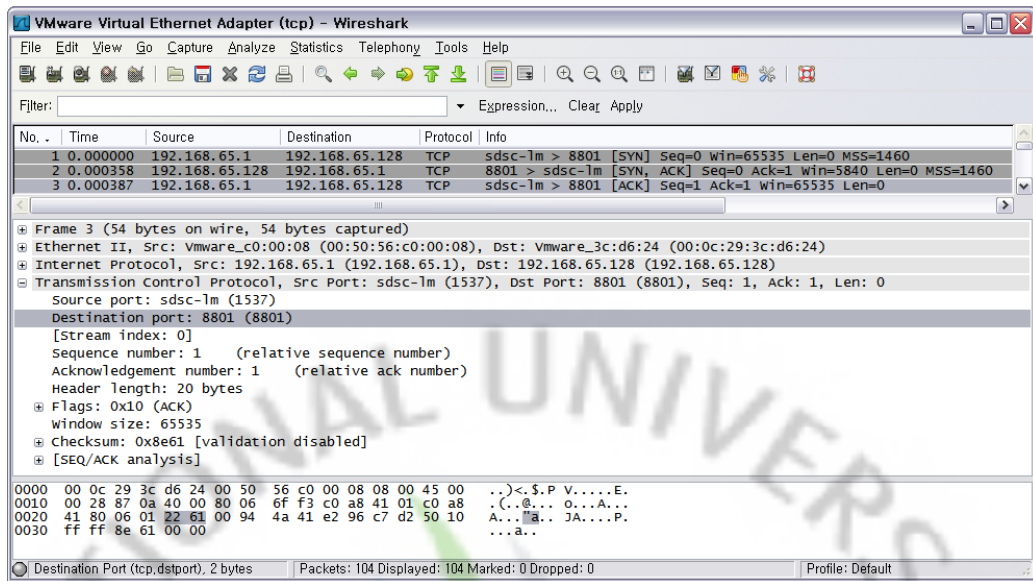 VMware Virtual Ethernet Adapter (tcp) - Wireshark
File Edit View Go Capture Analyze Statistics Telephony Tools Help
Filter: Expression... Clear Apply
No. . Time Source Destination Protocol Info
1 0.000000 192.168.65.1 192.168.65.128 TCP sdsc-lm > 8801 [SYN] Seq=0 Win=65535 Len=0 MSS=1460
2 0.000358 192.168.65.128 192.168.65.1 TCP 8801 > sdsc-lm [SYN, ACK] Seq=0 Ack=1 Win=5840 Len=0 MSS=1460
3 0.000387 192.168.65.1 192.168.65.128 TCP sdsc-lm > 8801 [ACK] Seq=1 Ack=1 Win=65535 Len=0
Frame 3 (54 bytes on wire, 54 bytes captured)
Ethernet II, Src: Vmware_c0:00:08 (00:50:56:c0:00:08), Dst: Vmware_3c:d6:24 (00:0c:29:3c:d6:24)
Internet Protocol, Src: 192.168.65.1 (192.168.65.1), Dst: 192.168.65.128 (192.168.65.128)
Transmission Control Protocol, Src Port: sdsc-lm (1537), Dst Port: 8801 (8801), Seq: 1, Ack: 1, Len: 0
Source port: sdsc-lm (1537)
Destination port: 8801 (8801)
[Stream index: 0]
Sequence number: 1 (relative sequence number)
Acknowledgement number: 1 (relative ack number)
Header length: 20 bytes
Flags: 0x10 (ACK)
Window size: 65535
Checksum: 0x8e61 [validation disabled]
[SEQ/ACK analysis]
0000 00 0c 29 3c d6 24 00 50 56 c0 00 08 08 00 45 00 ..)<.$.P V.....E.
0010 00 28 87 0a 40 00 80 06 6f f3 c0 a8 41 01 c0 a8 .(..@... o...A...
0020 41 80 06 01 22 61 00 94 4a 41 e2 96 c7 d2 50 10 A..."a.. JA....P.
0030 ff ff 8e 61 00 00 ...a..
Destination Port (tcp,dstport), 2 bytes Packets: 104 Displayed: 104 Marked: 0 Dropped: 0 Profile: Default